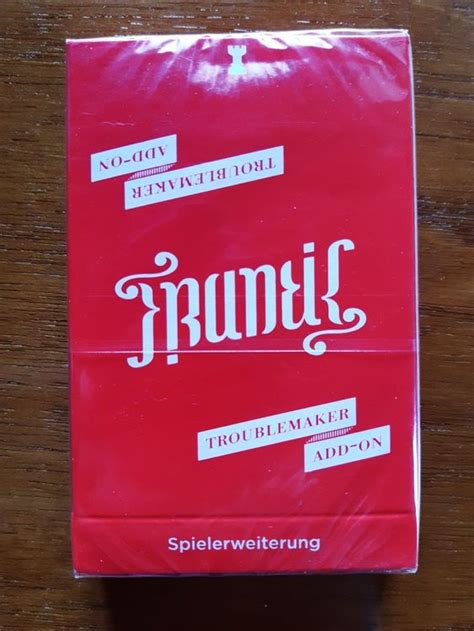 TROUBLEMAKER
ADD-ON
Frantic
TROUBLEMAKER
ADD-ON
Spielerweiterung